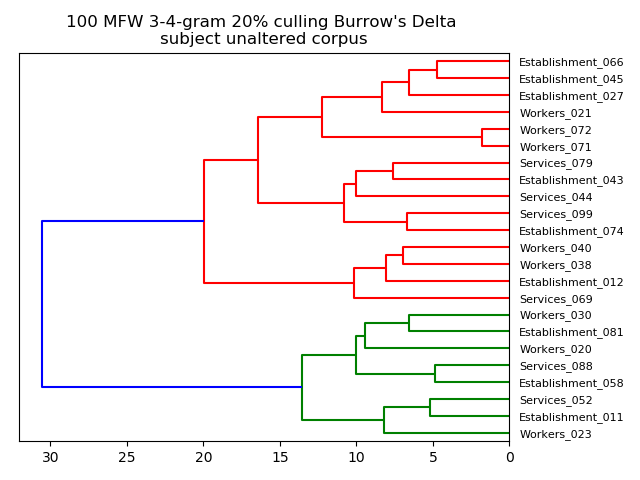 100 MFW 3-4-gram 20% culling Burrow's Delta
subject unaltered corpus
Establishment_066
Establishment_045
Establishment_027
Workers_021
Workers_072
Workers_071
Services_079
Establishment_043
Services_044
Services_099
Establishment_074
Workers_040
Workers_038
Establishment_012
Services_069
Workers_030
Establishment_081
Workers_020
Services_088
Establishment_058
Services_052
Establishment_011
Workers_023
30 25 20 15 10 5 0